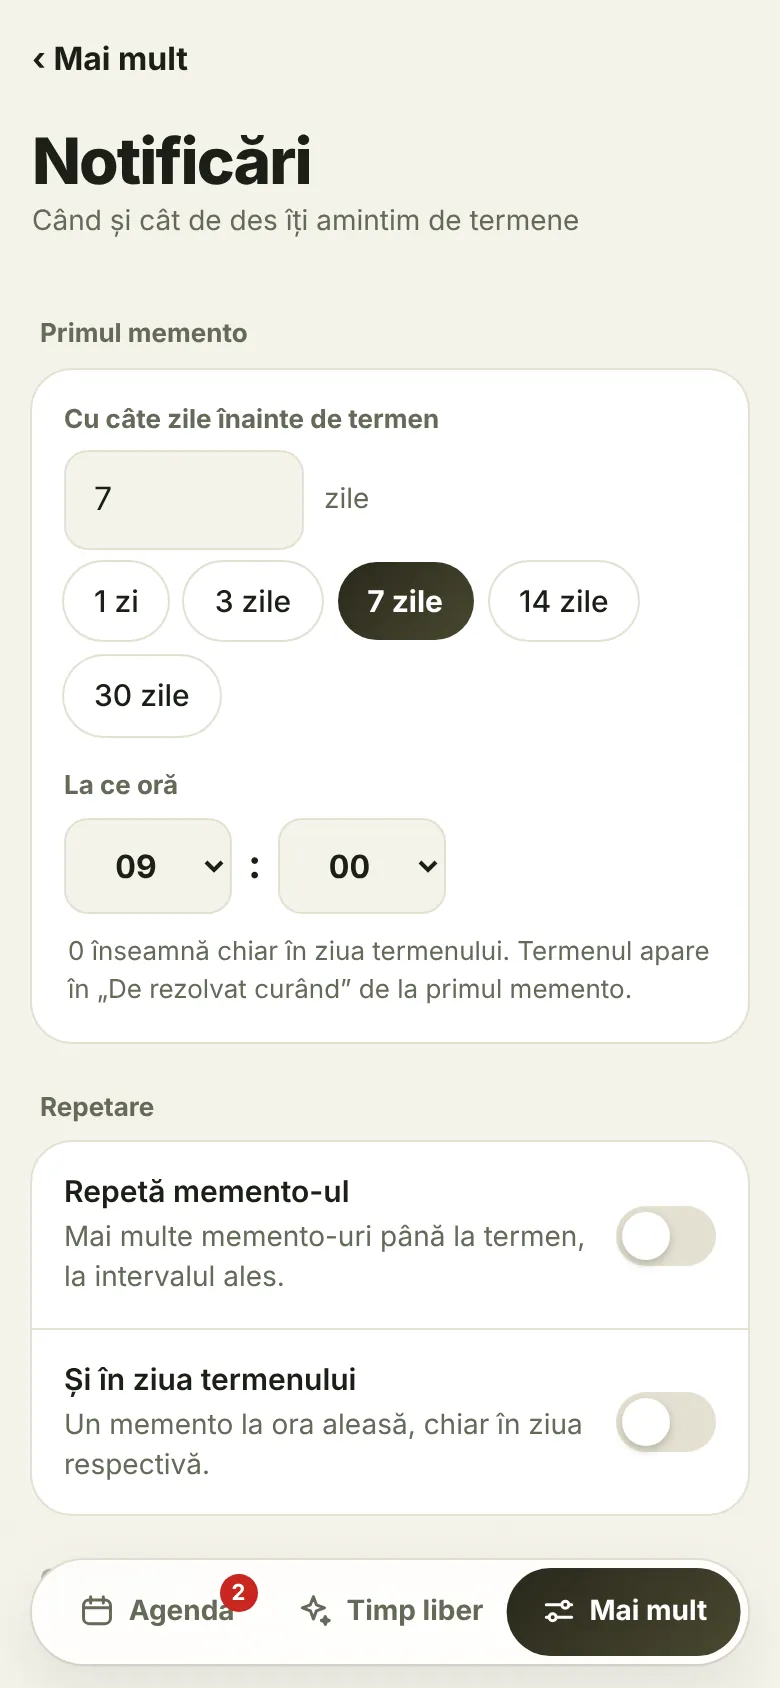 ‹ Mai mult
Notificări
Când și cât de des îți amintim de termene
Primul memento
Cu câte zile înainte de termen
7 zile
1 zi 3 zile 7 zile 14 zile
30 zile
La ce oră
09 : 00
0 înseamnă chiar în ziua termenului. Termenul apare
în „De rezolvat curând” de la primul memento.
Repetare
Repetă memento-ul
Mai multe memento-uri până la termen,
la intervalul ales.
Și în ziua termenului
Un memento la ora aleasă, chiar în ziua
respectivă.
Agenda 2 Timp liber Mai mult